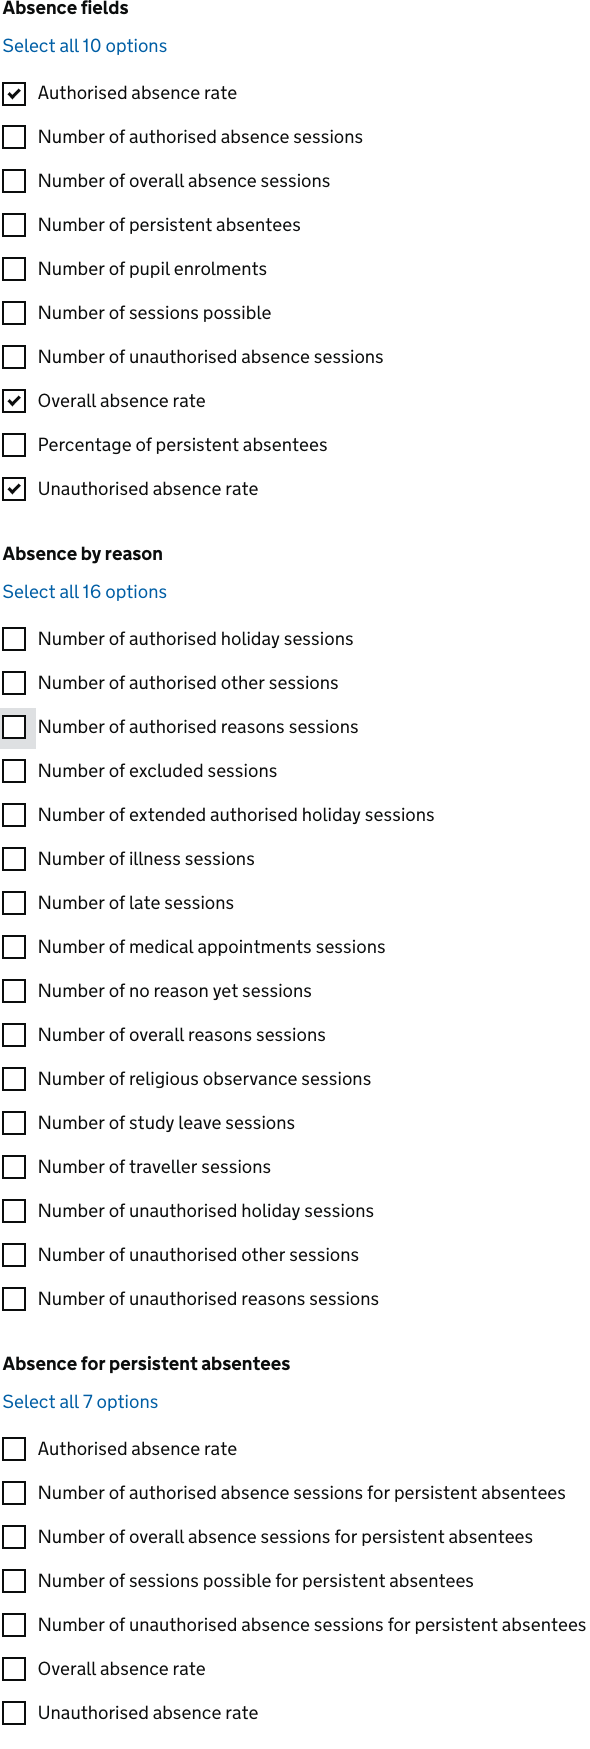 Absence fields
Select all 10 options
Authorised absence rate
Number of authorised absence sessions
Number of overall absence sessions
Number of persistent absentees
Number of pupil enrolments
Number of sessions possible
Number of unauthorised absence sessions
Overall absence rate
Percentage of persistent absentees
Unauthorised absence rate
Absence by reason
Select all 16 options
Number of authorised holiday sessions
Number of authorised other sessions
Number of authorised reasons sessions
Number of excluded sessions
Number of extended authorised holiday sessions
Number of illness sessions
Number of late sessions
Number of medical appointments sessions
Number of no reason yet sessions
Number of overall reasons sessions
Number of religious observance sessions
Number of study leave sessions
Number of traveller sessions
Number of unauthorised holiday sessions
Number of unauthorised other sessions
Number of unauthorised reasons sessions
Absence for persistent absentees
Select all 7 options
Authorised absence rate
Number of authorised absence sessions for persistent absentees
Number of overall absence sessions for persistent absentees
Number of sessions possible for persistent absentees
Number of unauthorised absence sessions for persistent absentees
Overall absence rate
Unauthorised absence rate